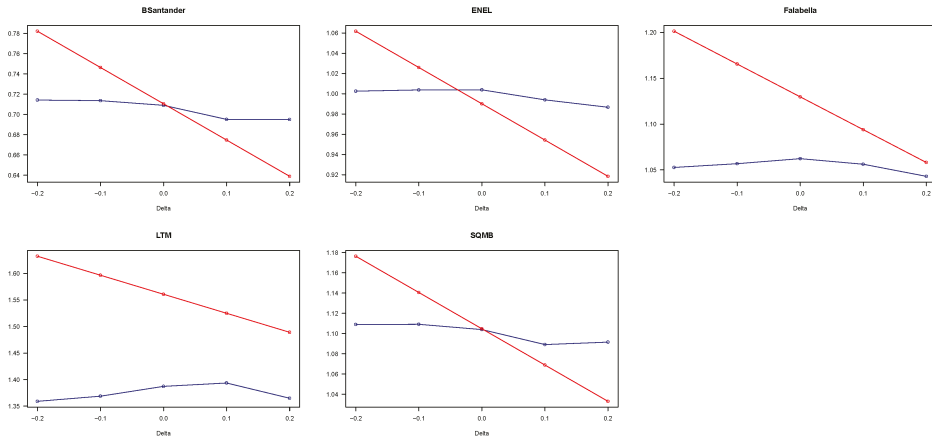 BSantander
0.78
0.76
0.74
0.72
0.70
0.68
0.66
0.64
−0.2 −0.1 0.0 0.1 0.2
Delta
ENEL
1.06
1.04
1.02
1.00
0.98
0.96
0.94
0.92
−0.2 −0.1 0.0 0.1 0.2
Delta
Falabella
1.20
1.15
1.10
1.05
−0.2 −0.1 0.0 0.1 0.2
Delta
LTM
1.60
1.55
1.50
1.45
1.40
1.35
−0.2 −0.1 0.0 0.1 0.2
Delta
SQMB
1.18
1.16
1.14
1.12
1.10
1.08
1.06
1.04
−0.2 −0.1 0.0 0.1 0.2
Delta